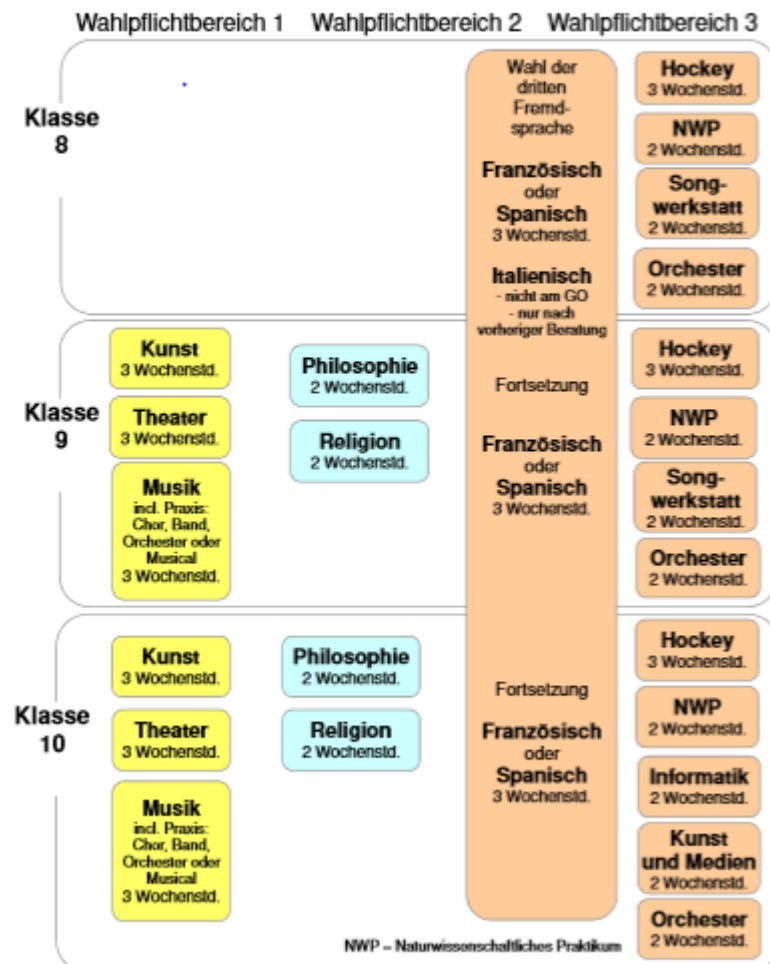 Wahlpflichtbereich 1 Wahlpflichtbereich 2 Wahlpflichtbereich 3
Klasse
8
Wahl der
dritten
Fremd-
sprache
Französisch
oder
Spanisch
3 Wochenstd.
Italienisch
- nicht am GO
- nur nach
vorheriger Beratung
Hockey
3 Wochenstd.
NWP
2 Wochenstd.
Song-
werkstatt
2 Wochenstd.
Orchester
2 Wochenstd.
Klasse
9
Kunst
3 Wochenstd.
Theater
3 Wochenstd.
Musik
incl. Praxis:
Chor, Band,
Orchester oder
Musical
3 Wochenstd.
Philosophie
2 Wochenstd.
Religion
2 Wochenstd.
Fortsetzung
Französisch
oder
Spanisch
3 Wochenstd.
Hockey
3 Wochenstd.
NWP
2 Wochenstd.
Song-
werkstatt
2 Wochenstd.
Orchester
2 Wochenstd.
Klasse
10
Kunst
3 Wochenstd.
Theater
3 Wochenstd.
Musik
incl. Praxis:
Chor, Band,
Orchester oder
Musical
3 Wochenstd.
Philosophie
2 Wochenstd.
Religion
2 Wochenstd.
Fortsetzung
Französisch
oder
Spanisch
3 Wochenstd.
Hockey
3 Wochenstd.
NWP
2 Wochenstd.
Informatik
2 Wochenstd.
Kunst
und Medien
2 Wochenstd.
Orchester
2 Wochenstd.
NWP – Naturwissenschaftliches Praktikum